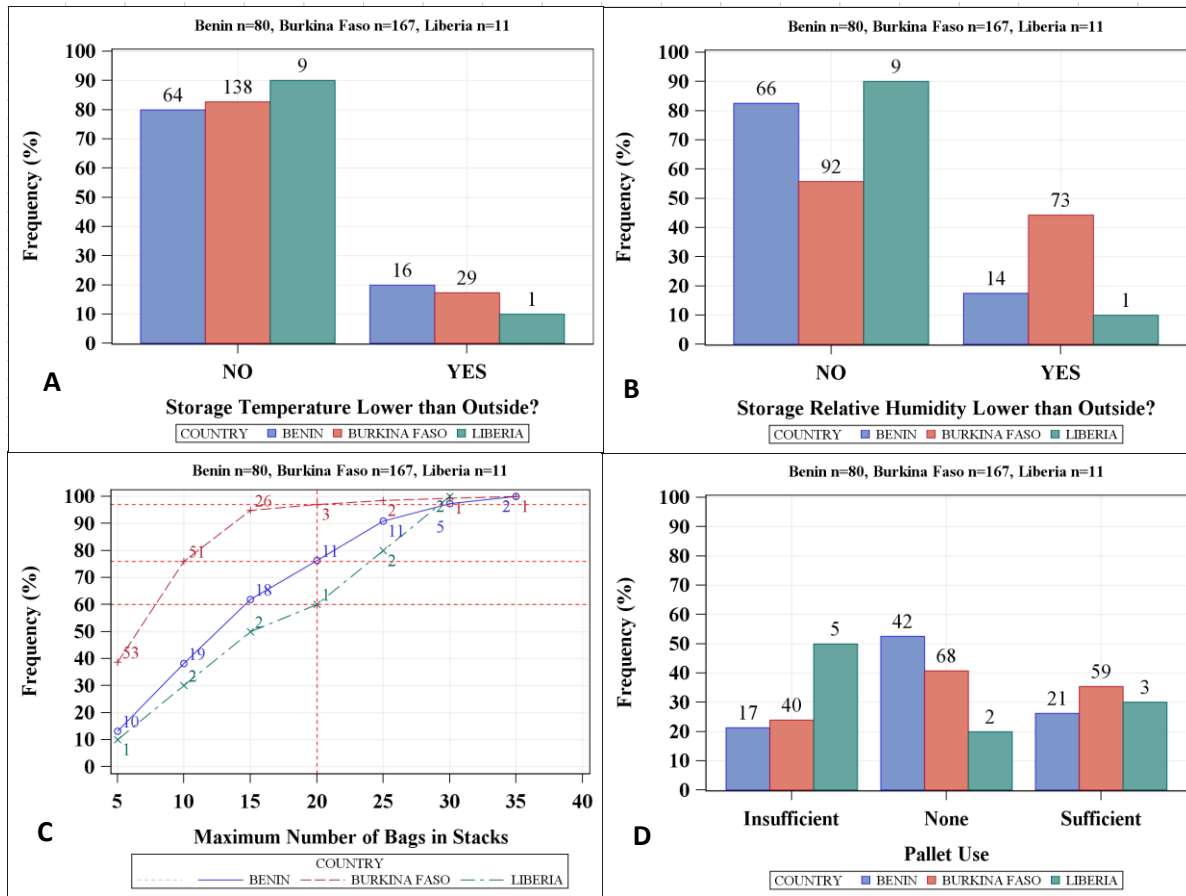 Benin n=80, Burkina Faso n=167, Liberia n=11
100
90
80
70
60
50
40
30
20
10
0
Frequency (%)
64 138 9
16 29 1
NO YES
A
Storage Temperature Lower than Outside?
COUNTRY BENIN BURKINA FASO LIBERIA
Benin n=80, Burkina Faso n=167, Liberia n=11
100
90
80
70
60
50
40
30
20
10
0
Frequency (%)
66 92 9
14 73 1
NO YES
B
Storage Relative Humidity Lower than Outside?
COUNTRY BENIN BURKINA FASO LIBERIA
Benin n=80, Burkina Faso n=167, Liberia n=11
100
90
80
70
60
50
40
30
20
10
0
Frequency (%)
53 51 26 3 2 1 1
10 19 18 11 11 5 2
1 2 2 1 2 2
5 10 15 20 25 30 35 40
C
Maximum Number of Bags in Stacks
COUNTRY
BENIN BURKINA FASO LIBERIA
Benin n=80, Burkina Faso n=167, Liberia n=11
100
90
80
70
60
50
40
30
20
10
0
Frequency (%)
17 40 5
42 68 2
21 59 3
Insufficient None Sufficient
D
Pallet Use
COUNTRY BENIN BURKINA FASO LIBERIA